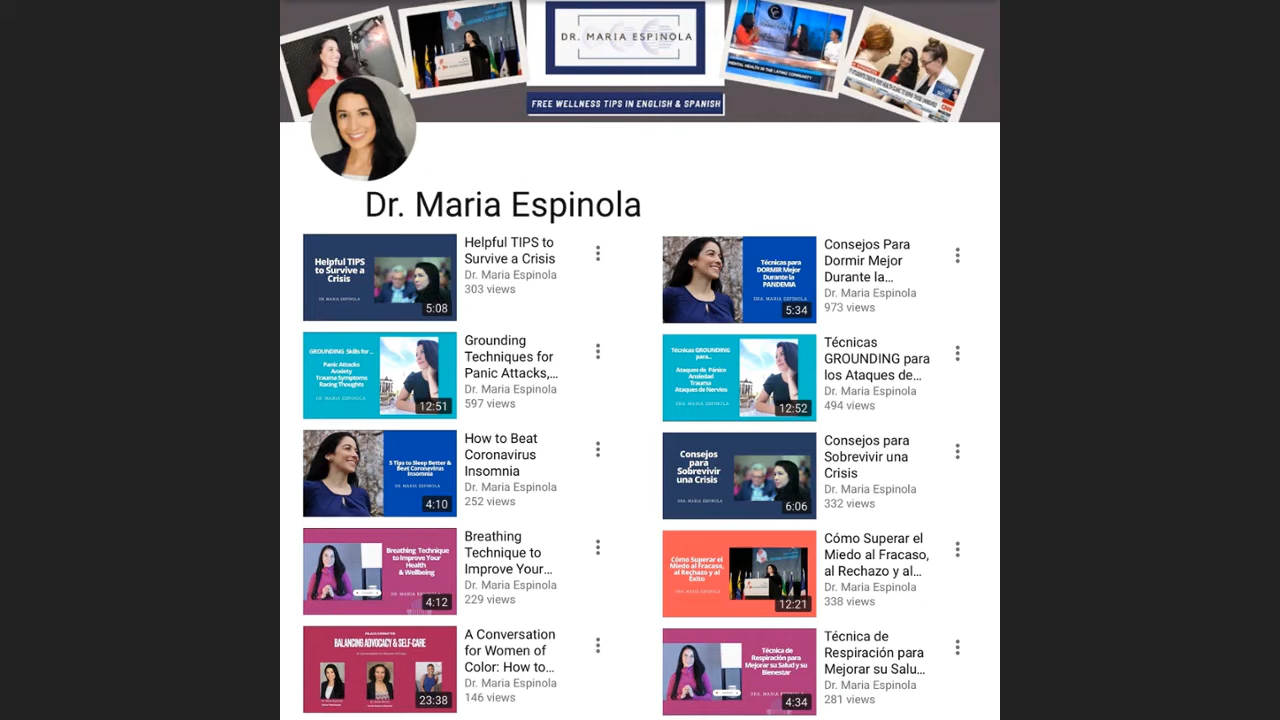 DR. MARIA ESPINOLA
FREE WELLNESS TIPS IN ENGLISH & SPANISH
MENTAL HEALTH IN THE LATINO COMMUNITY
CNN
Dr. Maria Espinola
Helpful TIPS
to Survive a
Crisis
DR. MARIA ESPINOLA
5:08
Helpful TIPS to
Survive a Crisis
Dr. Maria Espinola
303 views
GROUNDING Skills for...
Panic Attacks
Anxiety
Trauma Symptoms
Racing Thoughts
DR. MARIA ESPINOLA
12:51
Grounding
Techniques for
Panic Attacks,...
Dr. Maria Espinola
597 views
5 Tips to Sleep Better &
Beat Coronavirus
Insomnia
DR. MARIA ESPINOLA
4:10
How to Beat
Coronavirus
Insomnia
Dr. Maria Espinola
252 views
Breathing Technique
to Improve Your
Health
& Wellbeing
DR. MARIA ESPINOLA
4:12
Breathing
Technique to
Improve Your...
Dr. Maria Espinola
229 views
BALANCING ADVOCACY & SELF-CARE
A Conversation for Women of Color
23:38
A Conversation
for Women of
Color: How to...
Dr. Maria Espinola
146 views
Técnicas para
DORMIR Mejor
Durante la
PANDEMIA
DRA. MARIA ESPINOLA
5:34
Consejos Para
Dormir Mejor
Durante la...
Dr. Maria Espinola
973 views
Técnicas GROUNDING
para...
Ataques de Pánico
Ansiedad
Trauma
Ataques de Nervios
DRA. MARIA ESPINOLA
12:52
Técnicas
GROUNDING para
los Ataques de...
Dr. Maria Espinola
494 views
Consejos
para
Sobrevivir
una Crisis
DRA. MARIA ESPINOLA
6:06
Consejos para
Sobrevivir una
Crisis
Dr. Maria Espinola
332 views
Cómo Superar el
Miedo al Fracaso,
al Rechazo y al
Éxito
DRA. MARIA ESPINOLA
12:21
Cómo Superar el
Miedo al Fracaso,
al Rechazo y al...
Dr. Maria Espinola
338 views
Técnica de
Respiración para
Mejorar su Salud y su
Bienestar
DRA. MARIA ESPINOLA
4:34
Técnica de
Respiración para
Mejorar su Salu...
Dr. Maria Espinola
281 views